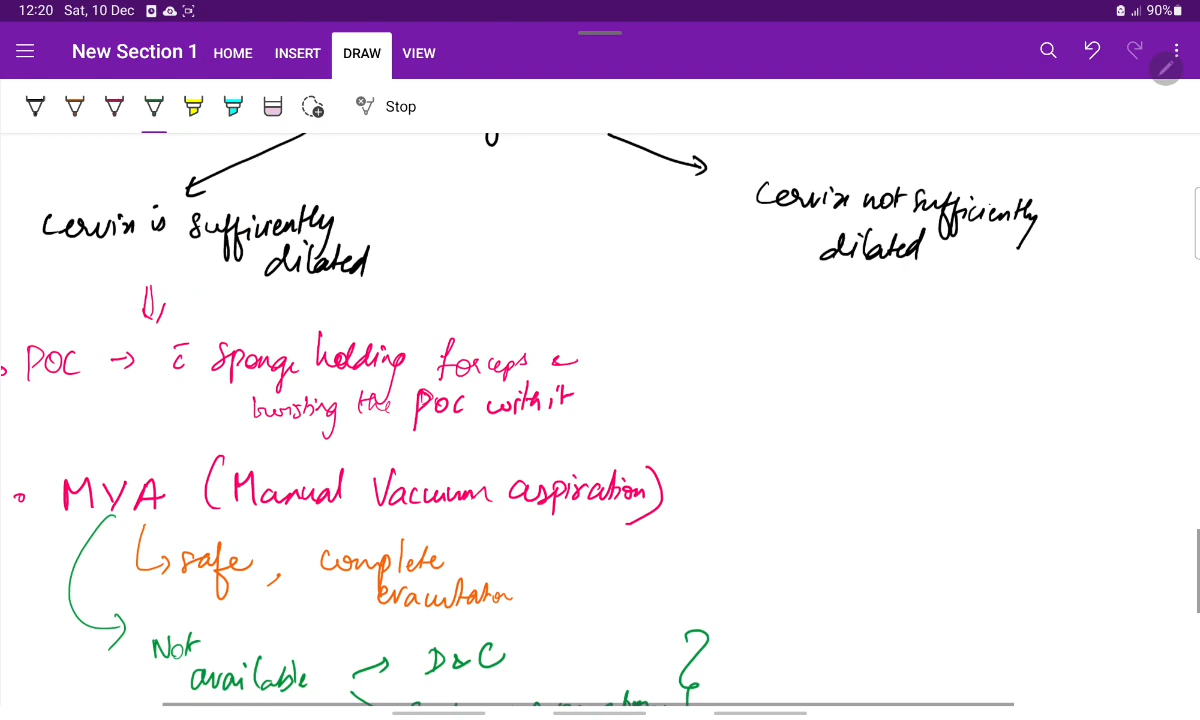 12:20 Sat, 10 Dec 90%
New Section 1 HOME INSERT DRAW VIEW
Stop
Cervix is sufficiently
dilated
Cervix not sufficiently
dilated
POC → c̄ sponge holding forceps
twisting the POC with it
MVA (Manual Vacuum aspiration)
↳ safe, complete
evacuation
Not
available → D&C
?